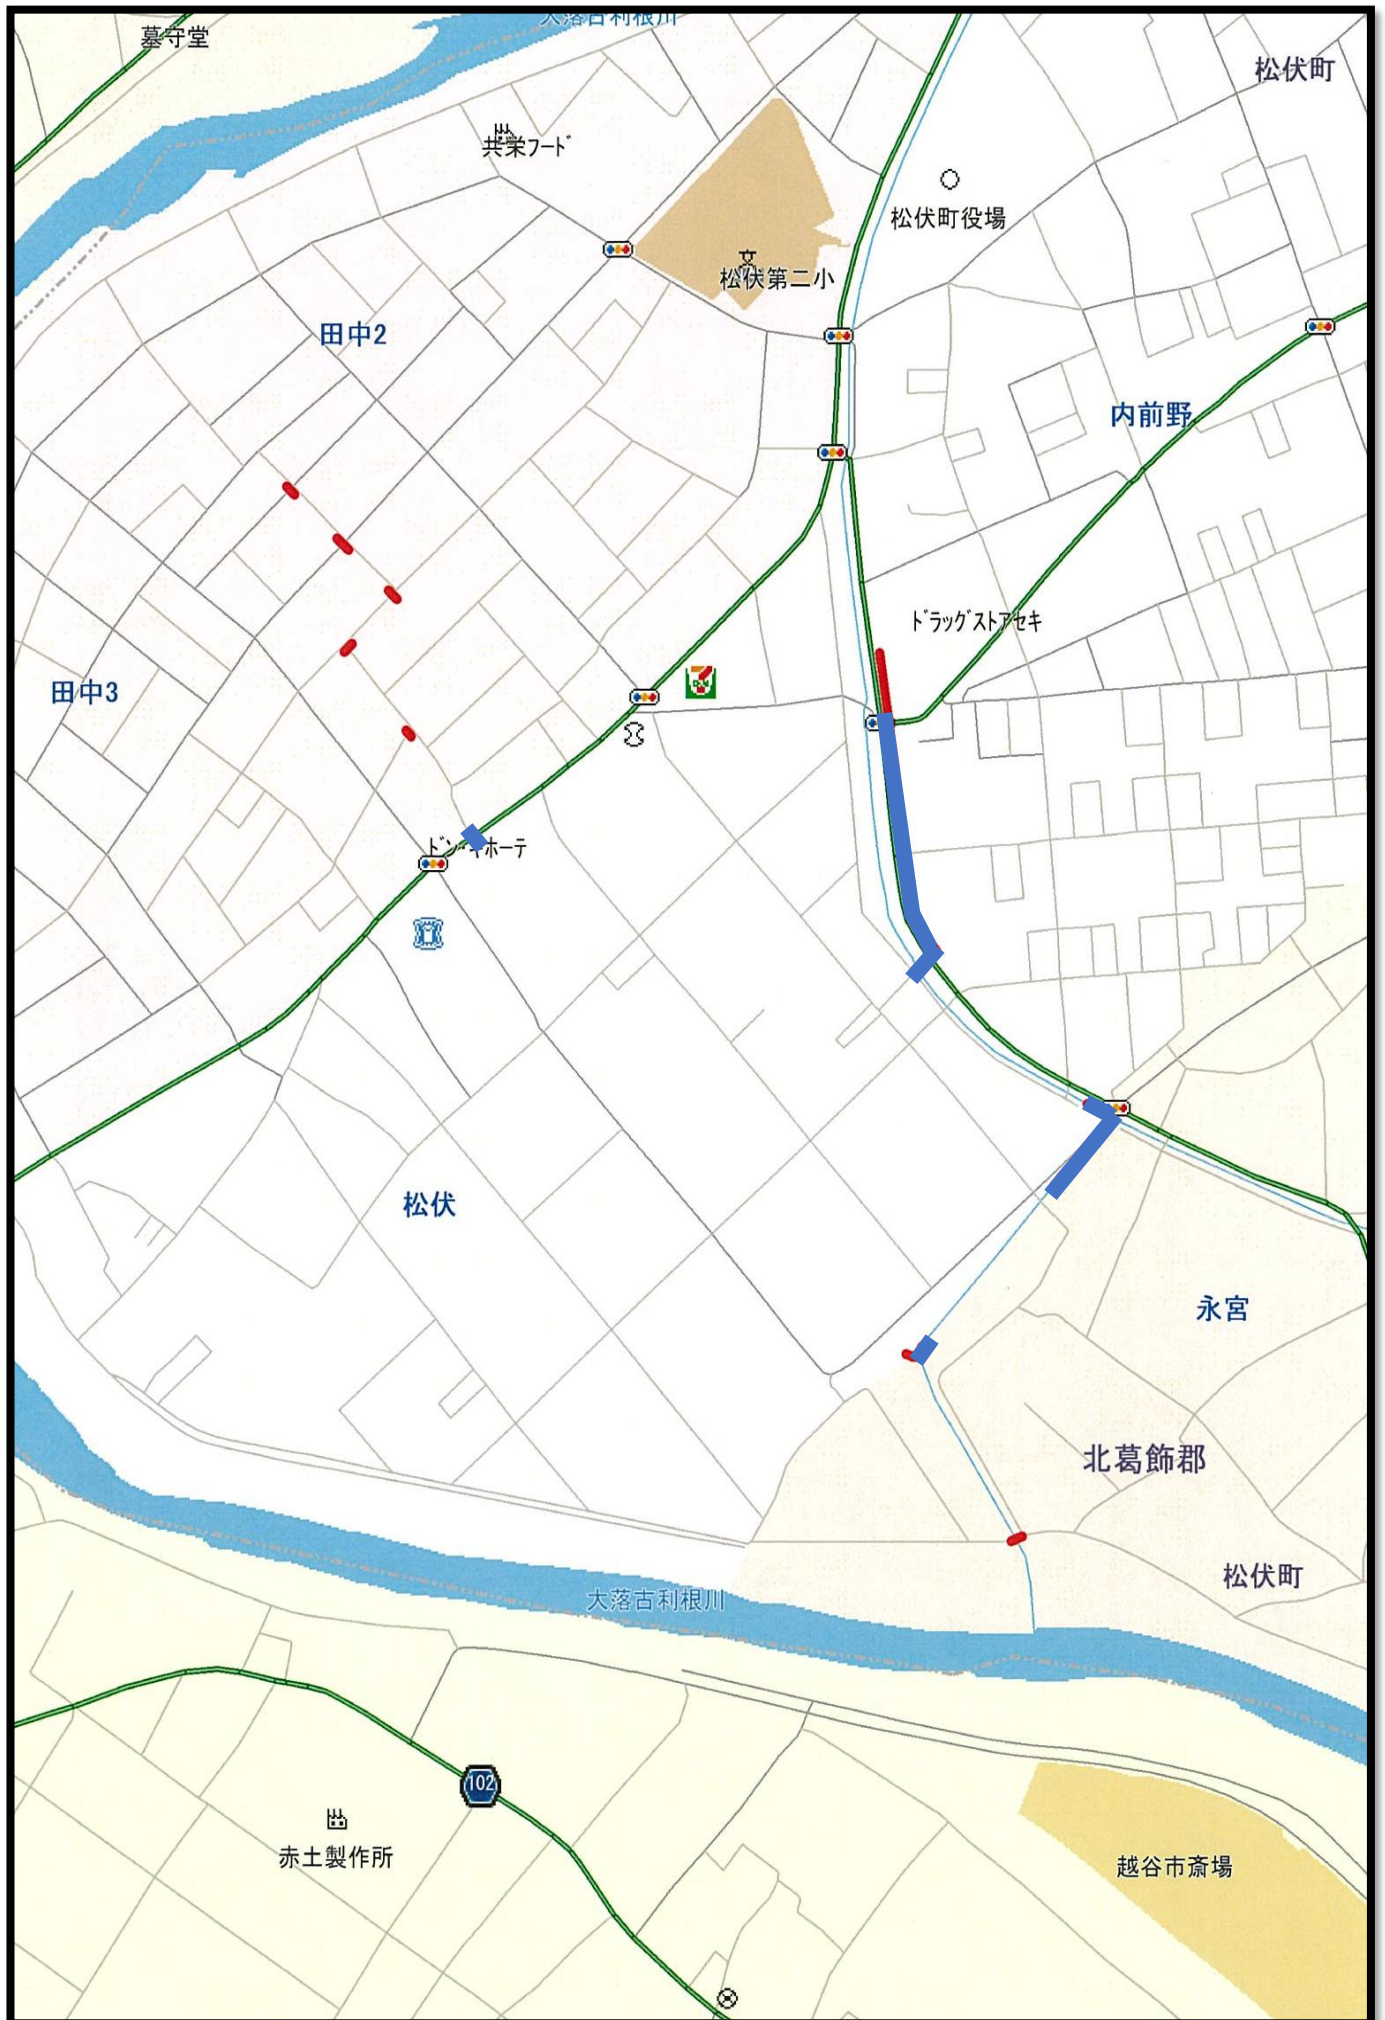 大落古利根川
墓守堂
松伏町
共栄フード
松伏町役場
文
松伏第二小
田中2
内前野
ドラッグストアセキ
田中3
ドン・キホーテ
松伏
永宮
北葛飾郡
松伏町
大落古利根川
102
赤土製作所
越谷市斎場